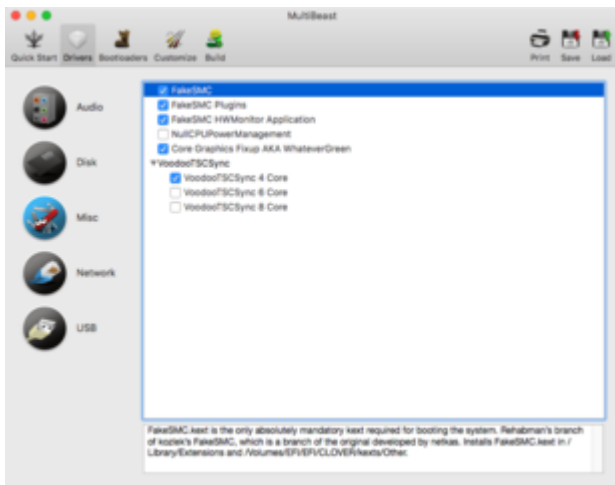 MultiBeast
Quick Start Drivers Bootloaders Customize Build Print Save Load
Audio
Disk
Misc
Network
USB
FakeSMC
FakeSMC Plugins
FakeSMC HWMonitor Application
NullCPUPowerManagement
Core Graphics Fixup AKA WhateverGreen
VoodooTSCSync
VoodooTSCSync 4 Core
VoodooTSCSync 6 Core
VoodooTSCSync 8 Core
FakeSMC.kext is the only absolutely mandatory kext required for booting the system. Rehabman's branch
of kozlek's FakeSMC, which is a branch of the original developed by netkas. Installs FakeSMC.kext in /
Library/Extensions and /Volumes/EFI/EFI/CLOVER/kexts/Other.